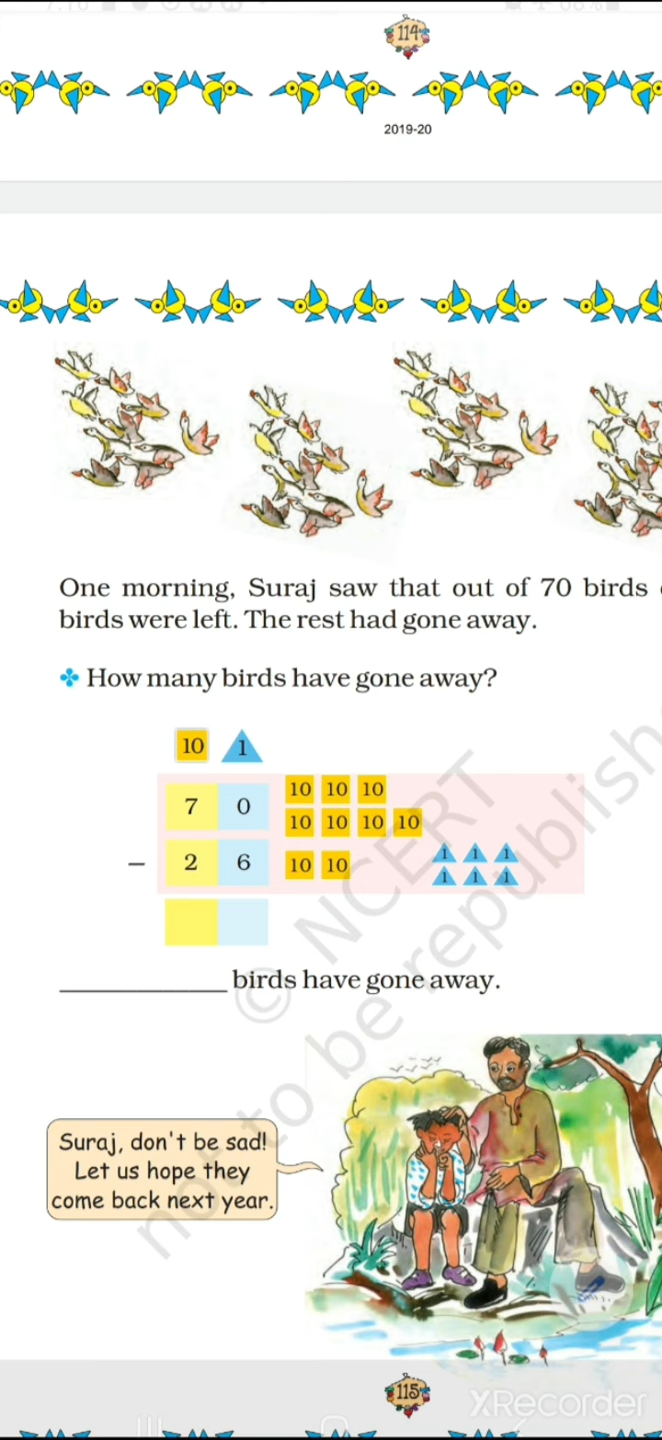 114
2019-20
One morning, Suraj saw that out of 70 birds
birds were left. The rest had gone away.
How many birds have gone away?
10 1
10 10 10
7 0
10 10 10 10
1 1 1
- 2 6 10 10
1 1 1
birds have gone away.
© NCERT
not to be republish
Suraj, don't be sad!
Let us hope they
come back next year.
115
XRecorder